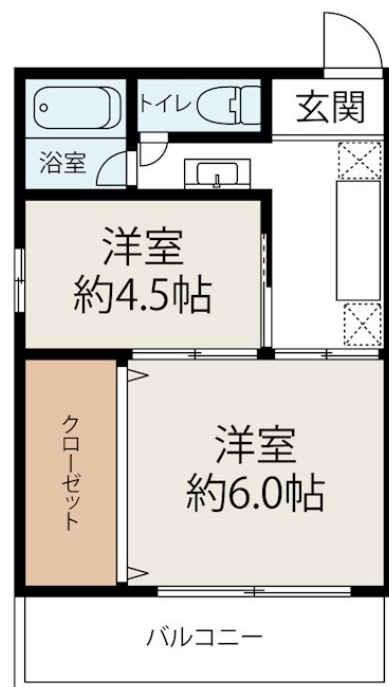 トイレ
玄関
浴室
洋室
約4.5帖
クローゼット
洋室
約6.0帖
バルコニー